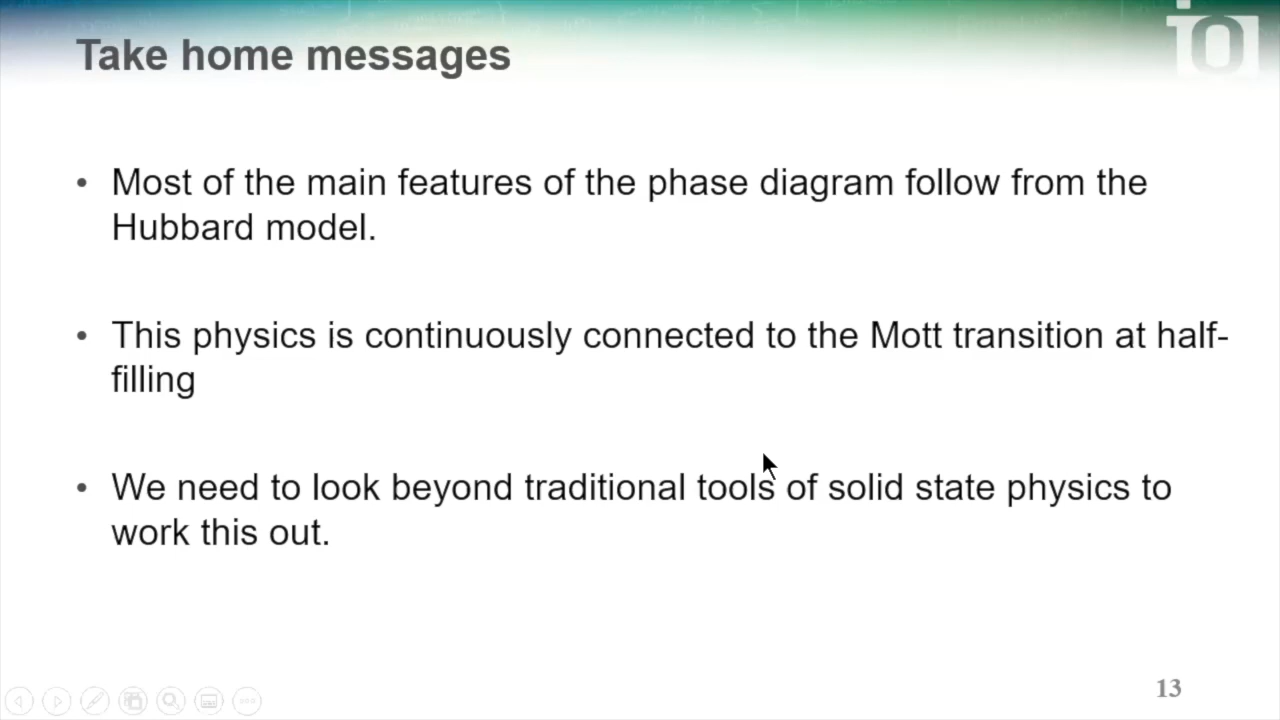 Take home messages
• Most of the main features of the phase diagram follow from the
Hubbard model.
• This physics is continuously connected to the Mott transition at half-
filling
• We need to look beyond traditional tools of solid state physics to
work this out.
13